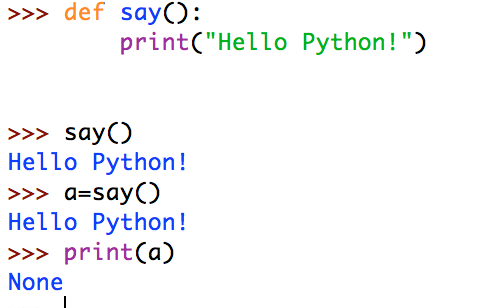 >>> def say():
        print("Hello Python!")
>>> say()
Hello Python!
>>> a=say()
Hello Python!
>>> print(a)
None